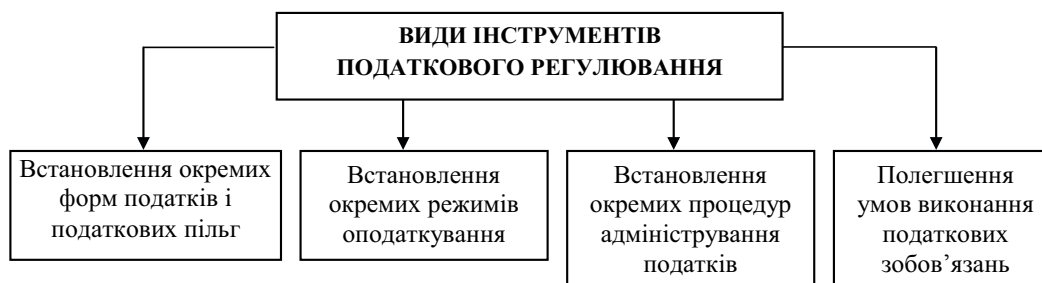 ВИДИ ІНСТРУМЕНТІВ
ПОДАТКОВОГО РЕГУЛЮВАННЯ
Встановлення окремих
форм податків і
податкових пільг
Встановлення
окремих режимів
оподаткування
Встановлення
окремих процедур
адміністрування
податків
Полегшення
умов виконання
податкових
зобов’язань